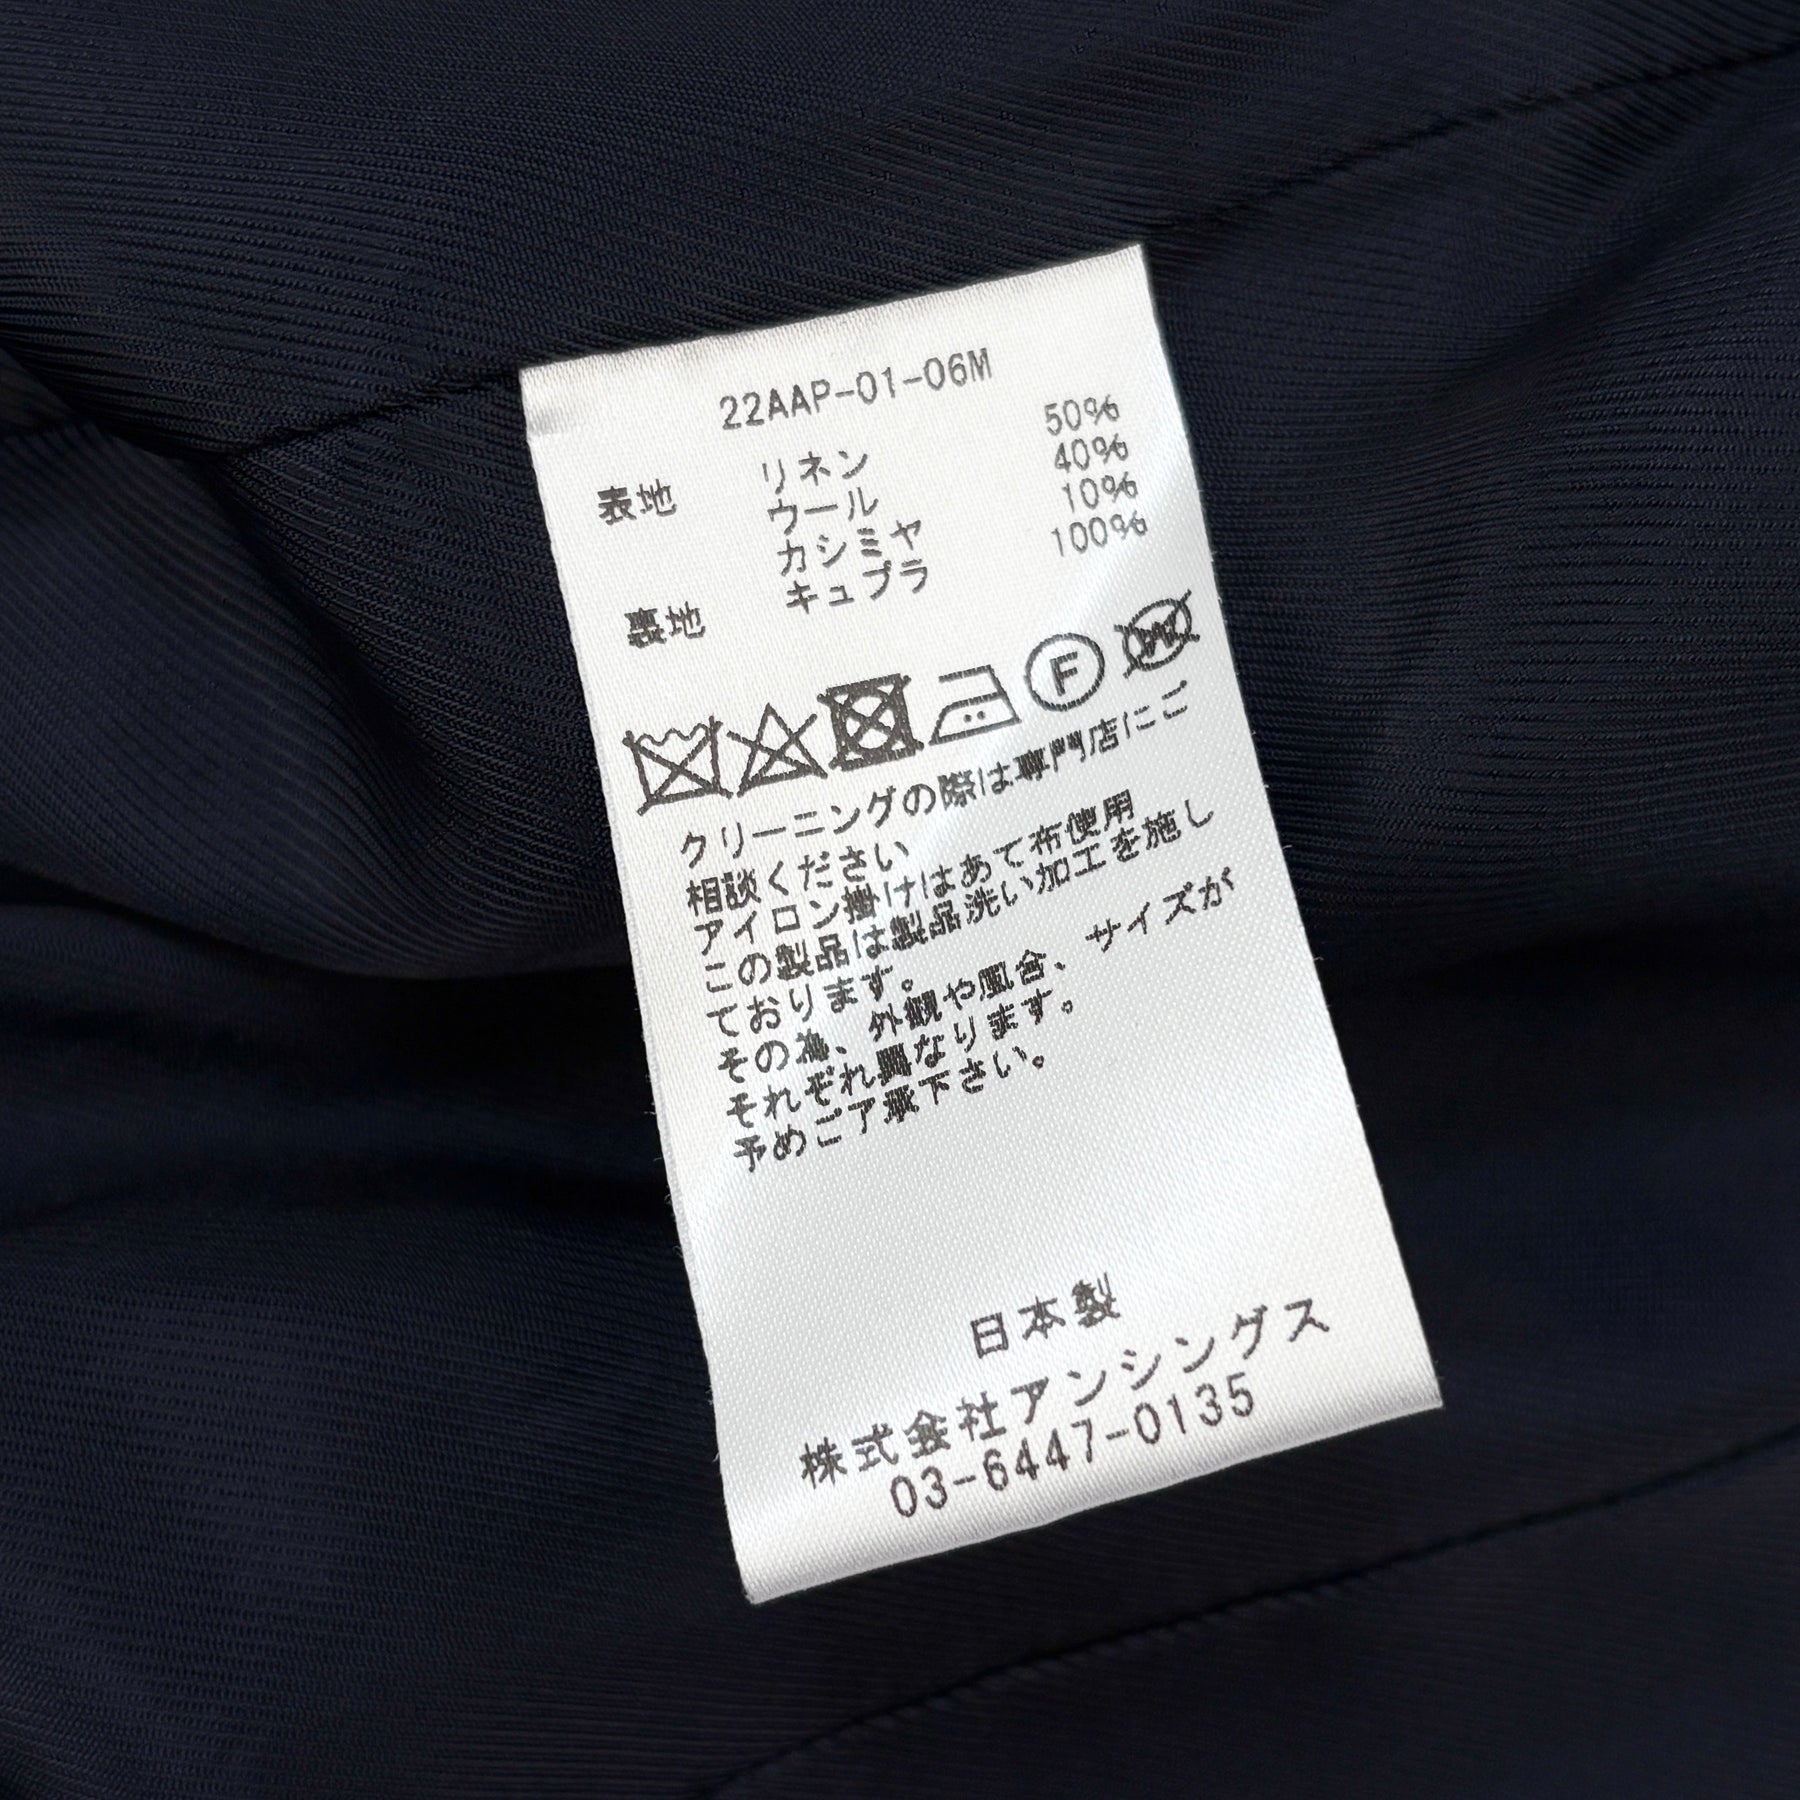 22AAP-01-06M
表地 リネン 50%
ウール 40%
カシミヤ 10%
裏地 キュプラ 100%
F
W
クリーニングの際は専門店にご
相談ください
アイロン掛けはあて布使用
この製品は製品洗い加工を施し
ております。
その為、外観や風合、サイズが
それぞれ異なります。
予めご了承下さい。
日本製
株式会社アンシングス
03-6447-0135